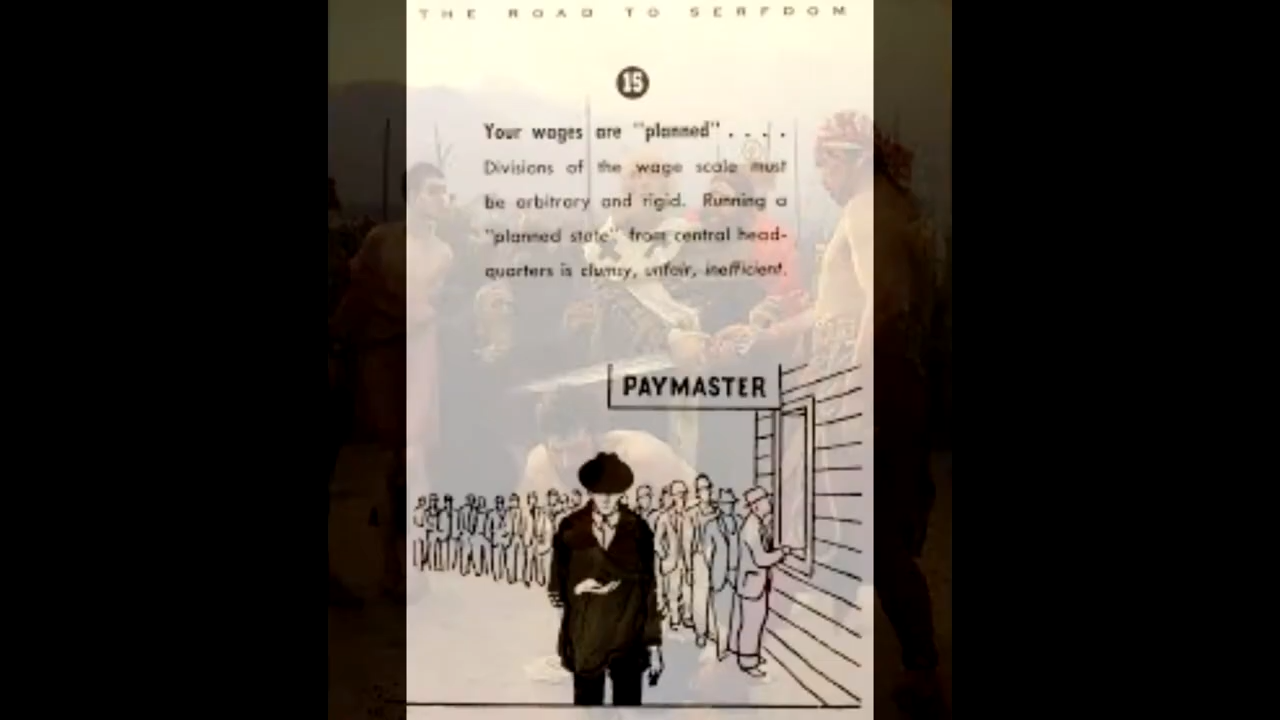 THE ROAD TO SERFDOM
15
Your wages are "planned" . . . .
Divisions of the wage scale must
be arbitrary and rigid. Running a
"planned state" from central head-
quarters is clumsy, unfair, inefficient.
PAYMASTER